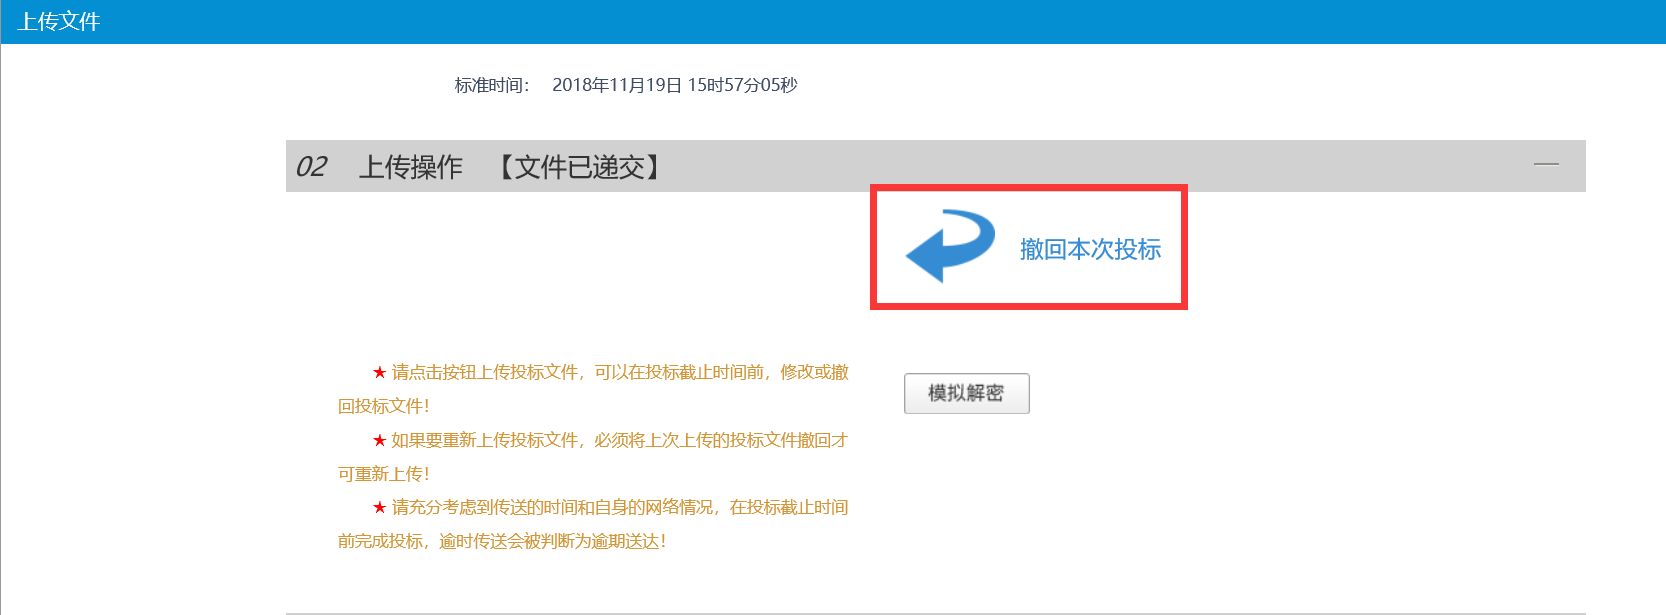 上传文件
标准时间： 2018年11月19日 15时57分05秒
02 上传操作 【文件已递交】
撤回本次投标
★ 请点击按钮上传投标文件，可以在投标截止时间前，修改或撤
回投标文件！
模拟解密
★ 如果要重新上传投标文件，必须将上次上传的投标文件撤回才
可重新上传！
★ 请充分考虑到传送的时间和自身的网络情况，在投标截止时间
前完成投标，逾时传送会被判断为逾期送达！